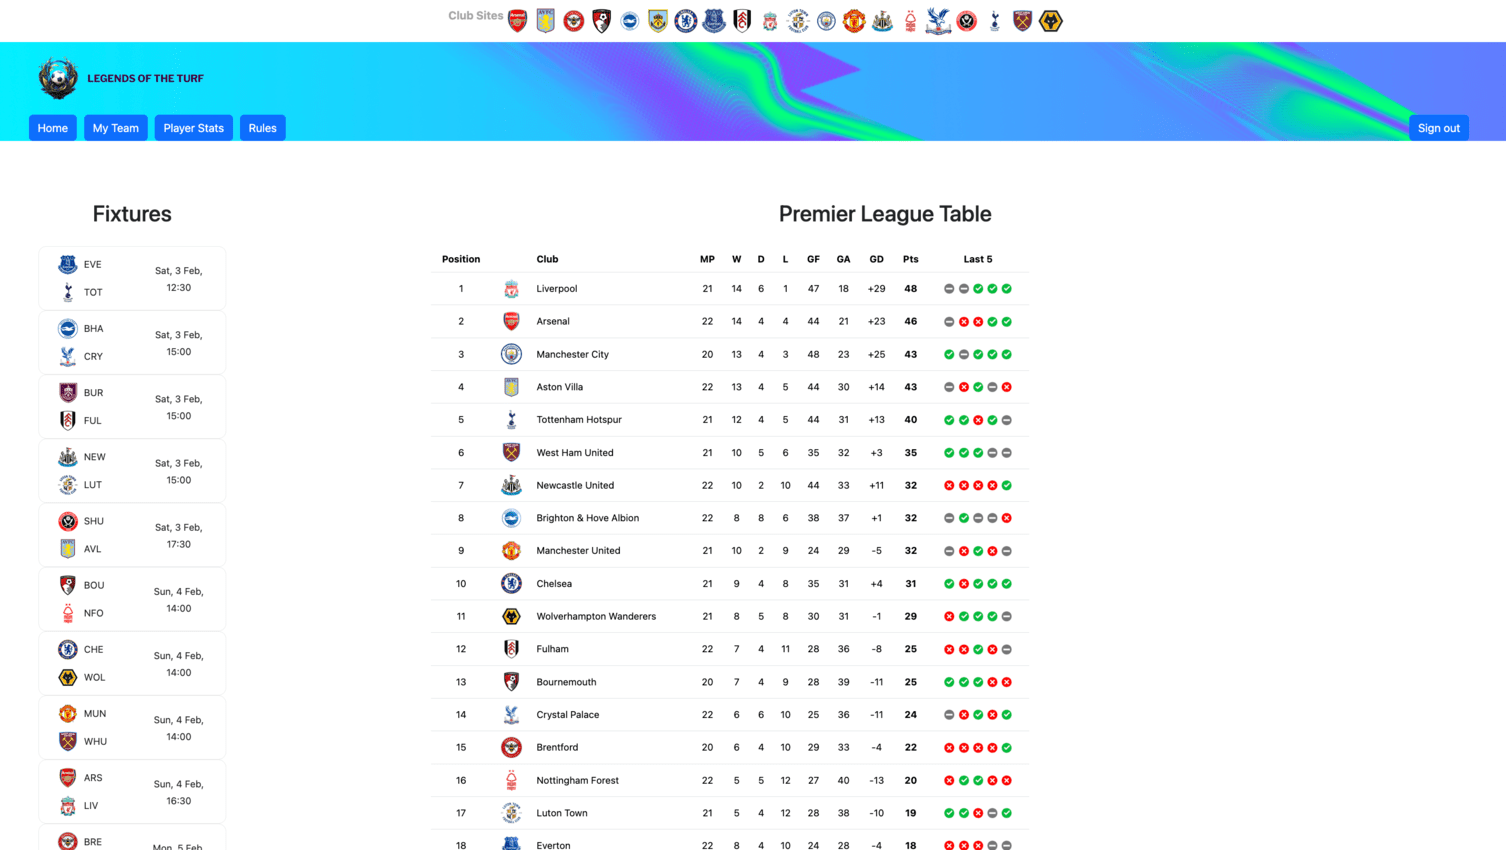 Club Sites
LEGENDS OF THE TURF
Home My Team Player Stats Rules Sign out
Fixtures
EVE
TOT
Sat, 3 Feb,
12:30
BHA
CRY
Sat, 3 Feb,
15:00
BUR
FUL
Sat, 3 Feb,
15:00
NEW
LUT
Sat, 3 Feb,
15:00
SHU
AVL
Sat, 3 Feb,
17:30
BOU
NFO
Sun, 4 Feb,
14:00
CHE
WOL
Sun, 4 Feb,
14:00
MUN
WHU
Sun, 4 Feb,
14:00
ARS
LIV
Sun, 4 Feb,
16:30
BRE
Mon, 5 Feb,
Premier League Table
Position Club MP W D L GF GA GD Pts Last 5
1 Liverpool 21 14 6 1 47 18 +29 48
2 Arsenal 22 14 4 4 44 21 +23 46
3 Manchester City 20 13 4 3 48 23 +25 43
4 Aston Villa 22 13 4 5 44 30 +14 43
5 Tottenham Hotspur 21 12 4 5 44 31 +13 40
6 West Ham United 21 10 5 6 35 32 +3 35
7 Newcastle United 22 10 2 10 44 33 +11 32
8 Brighton & Hove Albion 22 8 8 6 38 37 +1 32
9 Manchester United 21 10 2 9 24 29 -5 32
10 Chelsea 21 9 4 8 35 31 +4 31
11 Wolverhampton Wanderers 21 8 5 8 30 31 -1 29
12 Fulham 22 7 4 11 28 36 -8 25
13 Bournemouth 20 7 4 9 28 39 -11 25
14 Crystal Palace 22 6 6 10 25 36 -11 24
15 Brentford 20 6 4 10 29 33 -4 22
16 Nottingham Forest 22 5 5 12 27 40 -13 20
17 Luton Town 21 5 4 12 28 38 -10 19
18 Everton 22 8 4 10 24 28 -4 18